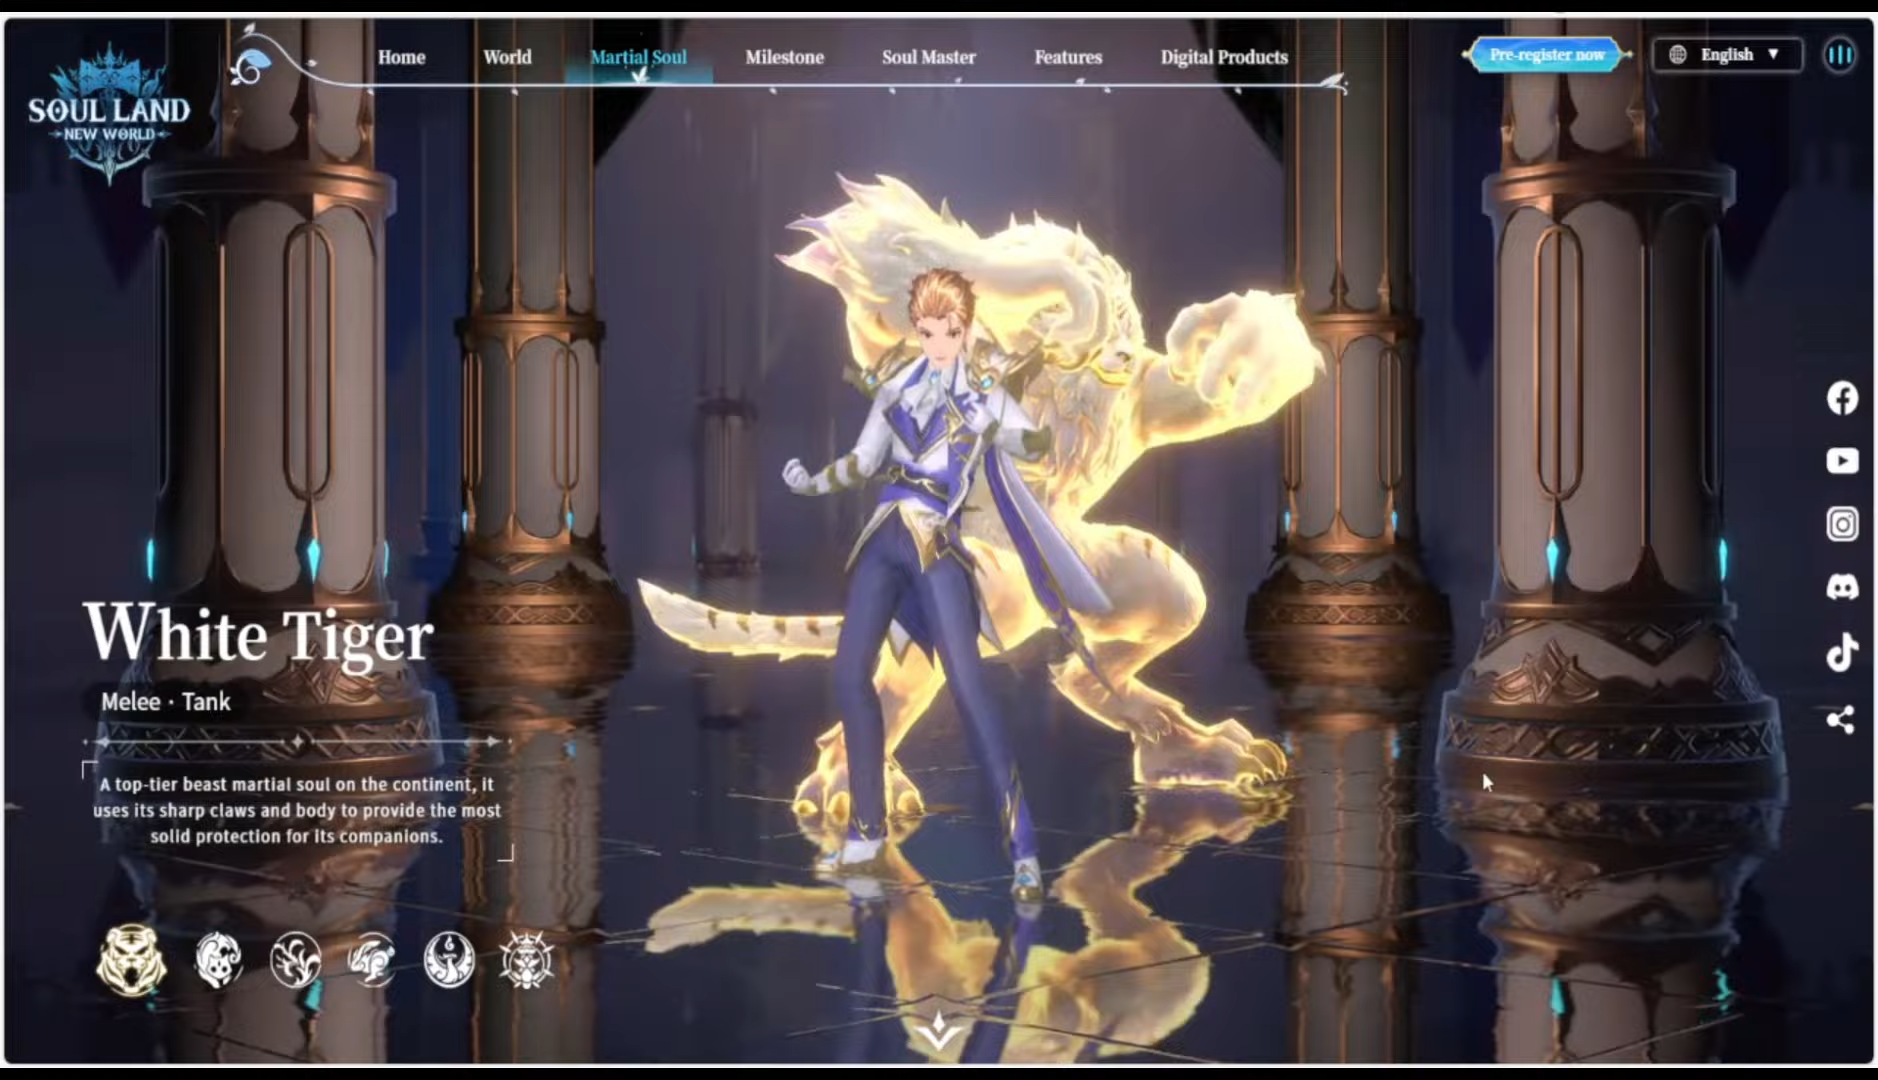 SOUL LAND
NEW WORLD
Home
World
Martial Soul
Milestone
Soul Master
Features
Digital Products
Pre-register now
English
White Tiger
Melee · Tank
A top-tier beast martial soul on the continent, it
uses its sharp claws and body to provide the most
solid protection for its companions.